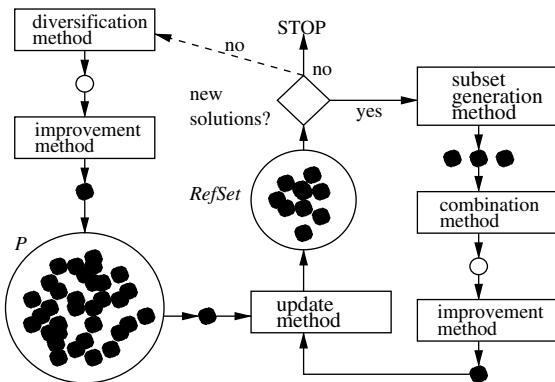 diversification
method
no
STOP
no
new
solutions?
yes
subset
generation
method
improvement
method
RefSet
combination
method
P
update
method
improvement
method